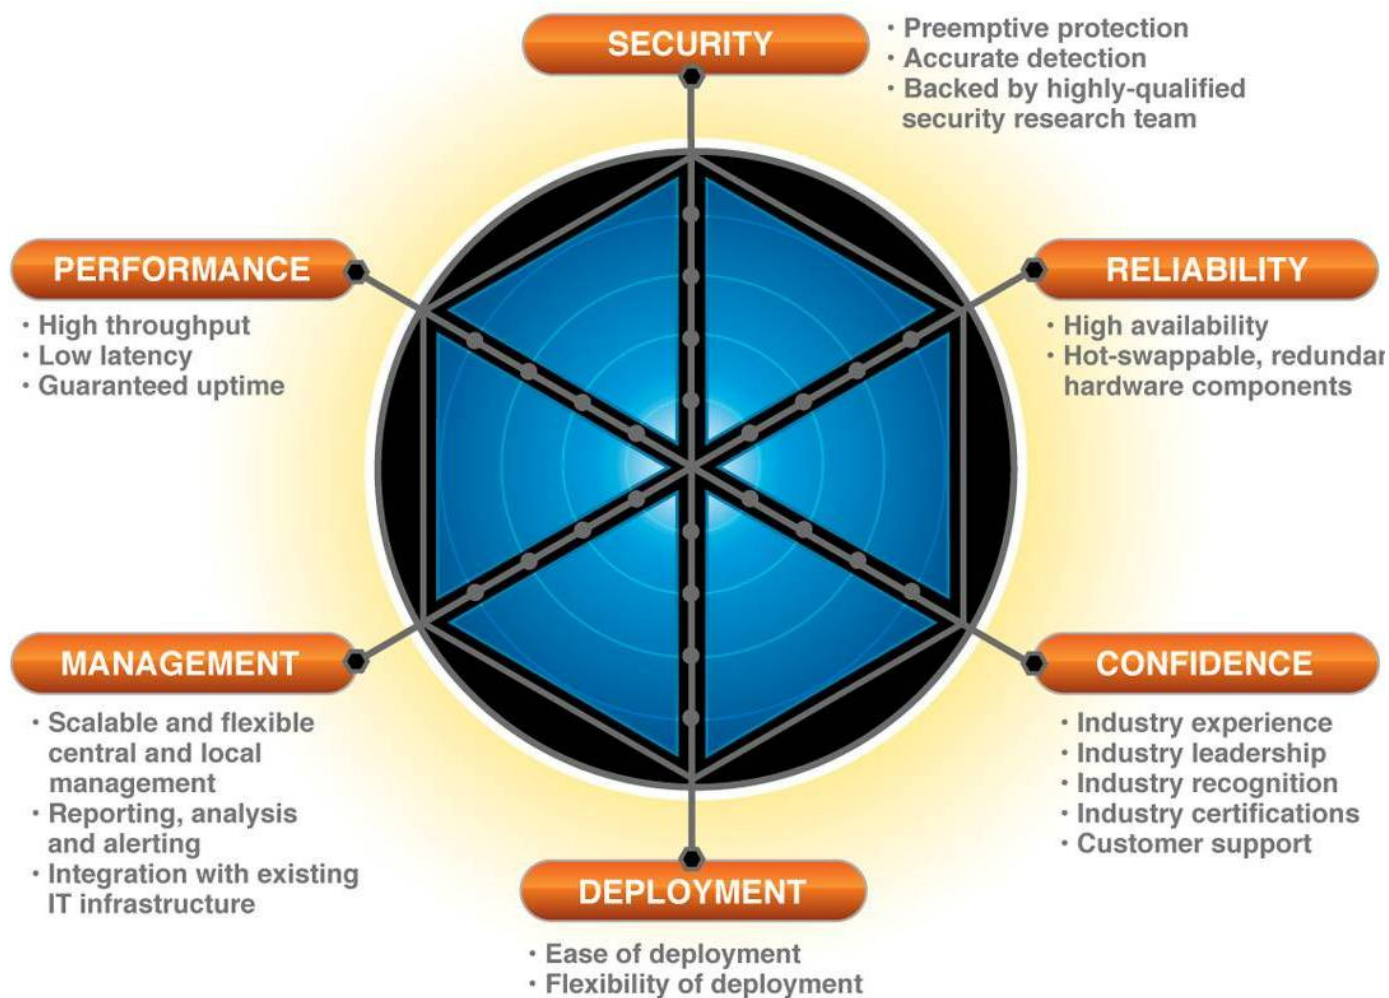 SECURITY
• Preemptive protection
• Accurate detection
• Backed by highly-qualified
security research team
PERFORMANCE
• High throughput
• Low latency
• Guaranteed uptime
RELIABILITY
• High availability
• Hot-swappable, redundan
hardware components
MANAGEMENT
• Scalable and flexible
central and local
management
• Reporting, analysis
and alerting
• Integration with existing
IT infrastructure
CONFIDENCE
• Industry experience
• Industry leadership
• Industry recognition
• Industry certifications
• Customer support
DEPLOYMENT
• Ease of deployment
• Flexibility of deployment